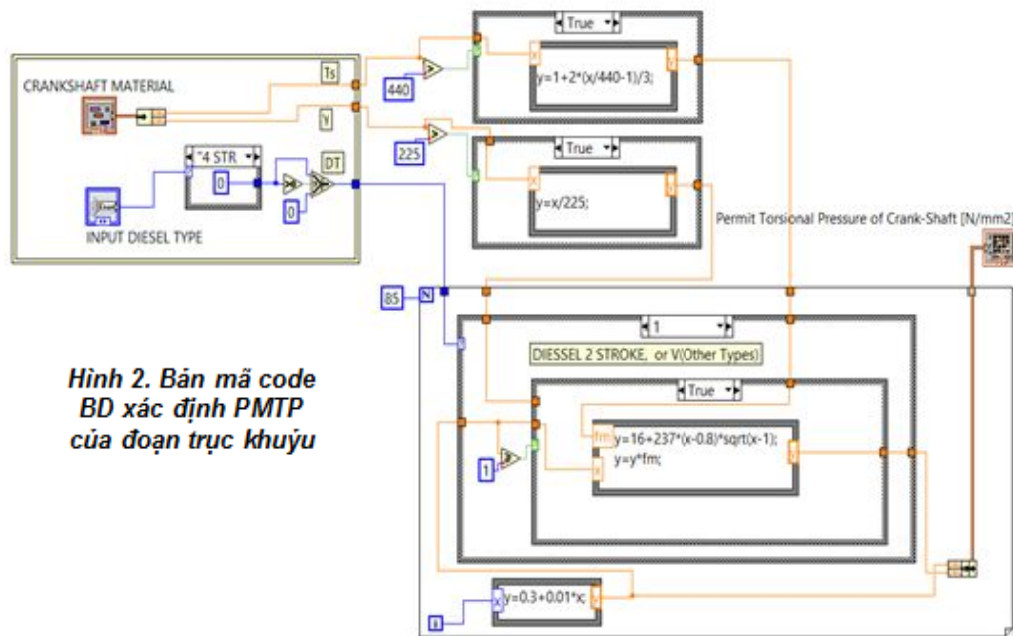 CRANKSHAFT MATERIAL
Ts
Y
"4 STR
0
DT
0
INPUT DIESEL TYPE
440
>
True
X
y=1+2*(x/440-1)/3;
Y
225
>
True
X
y=x/225;
Y
Permit Torsional Pressure of Crank-Shaft [N/mm2]
85
N
1
DIESSEL 2 STROKE, or V(Other Types)
True
fm
y=16+237*(x-0.8)*sqrt(x-1);
y=y*fm;
X
Y
1
X
y=0.3+0.01*x;
Y
i
Hình 2. Bản mã code
BD xác định PMTP
của đoạn trục khuỷu